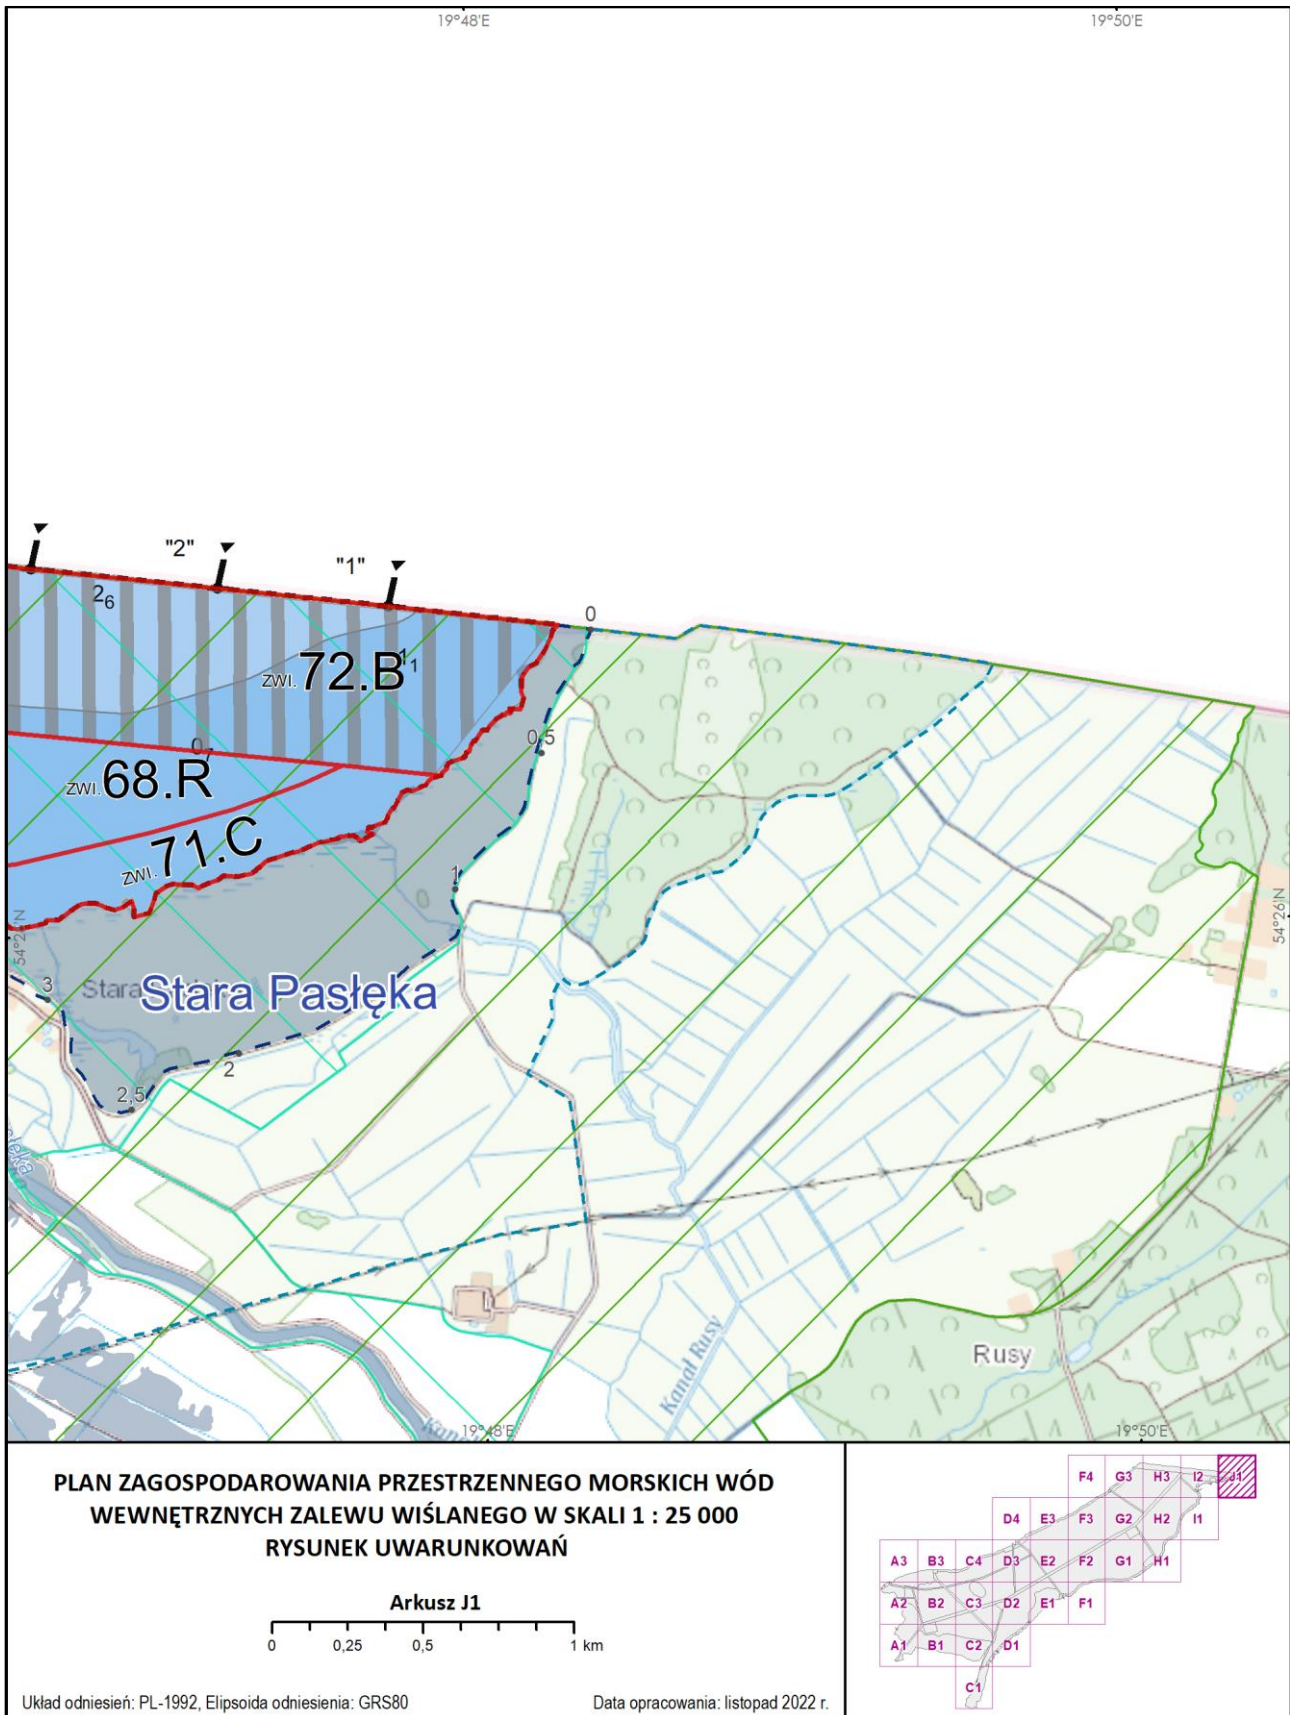 19°48'E
19°50'E
"2"
"1"
2₆
0
ZWI. 72.B
1₁
0,5
ZWI. 68.R
ZWI. 71.C
1
54°26'N
54°26'N
3
Stara
Stara Pasłęka
2
2,5
Kanał Rusy
Rusy
19°48'E
19°50'E
PLAN ZAGOSPODAROWANIA PRZESTRZENNEGO MORSKICH WÓD
WEWNĘTRZNYCH ZALEWU WIŚLANEGO W SKALI 1 : 25 000
RYSUNEK UWARUNKOWAŃ
Arkusz J1
0 0,25 0,5 1 km
Układ odniesień: PL-1992, Elipsoida odniesienia: GRS80
Data opracowania: listopad 2022 r.
F4 G3 H3 I2 J1
D4 E3 F3 G2 H2 I1
A3 B3 C4 D3 E2 F2 G1 H1
A2 B2 C3 D2 E1 F1
A1 B1 C2 D1
C1